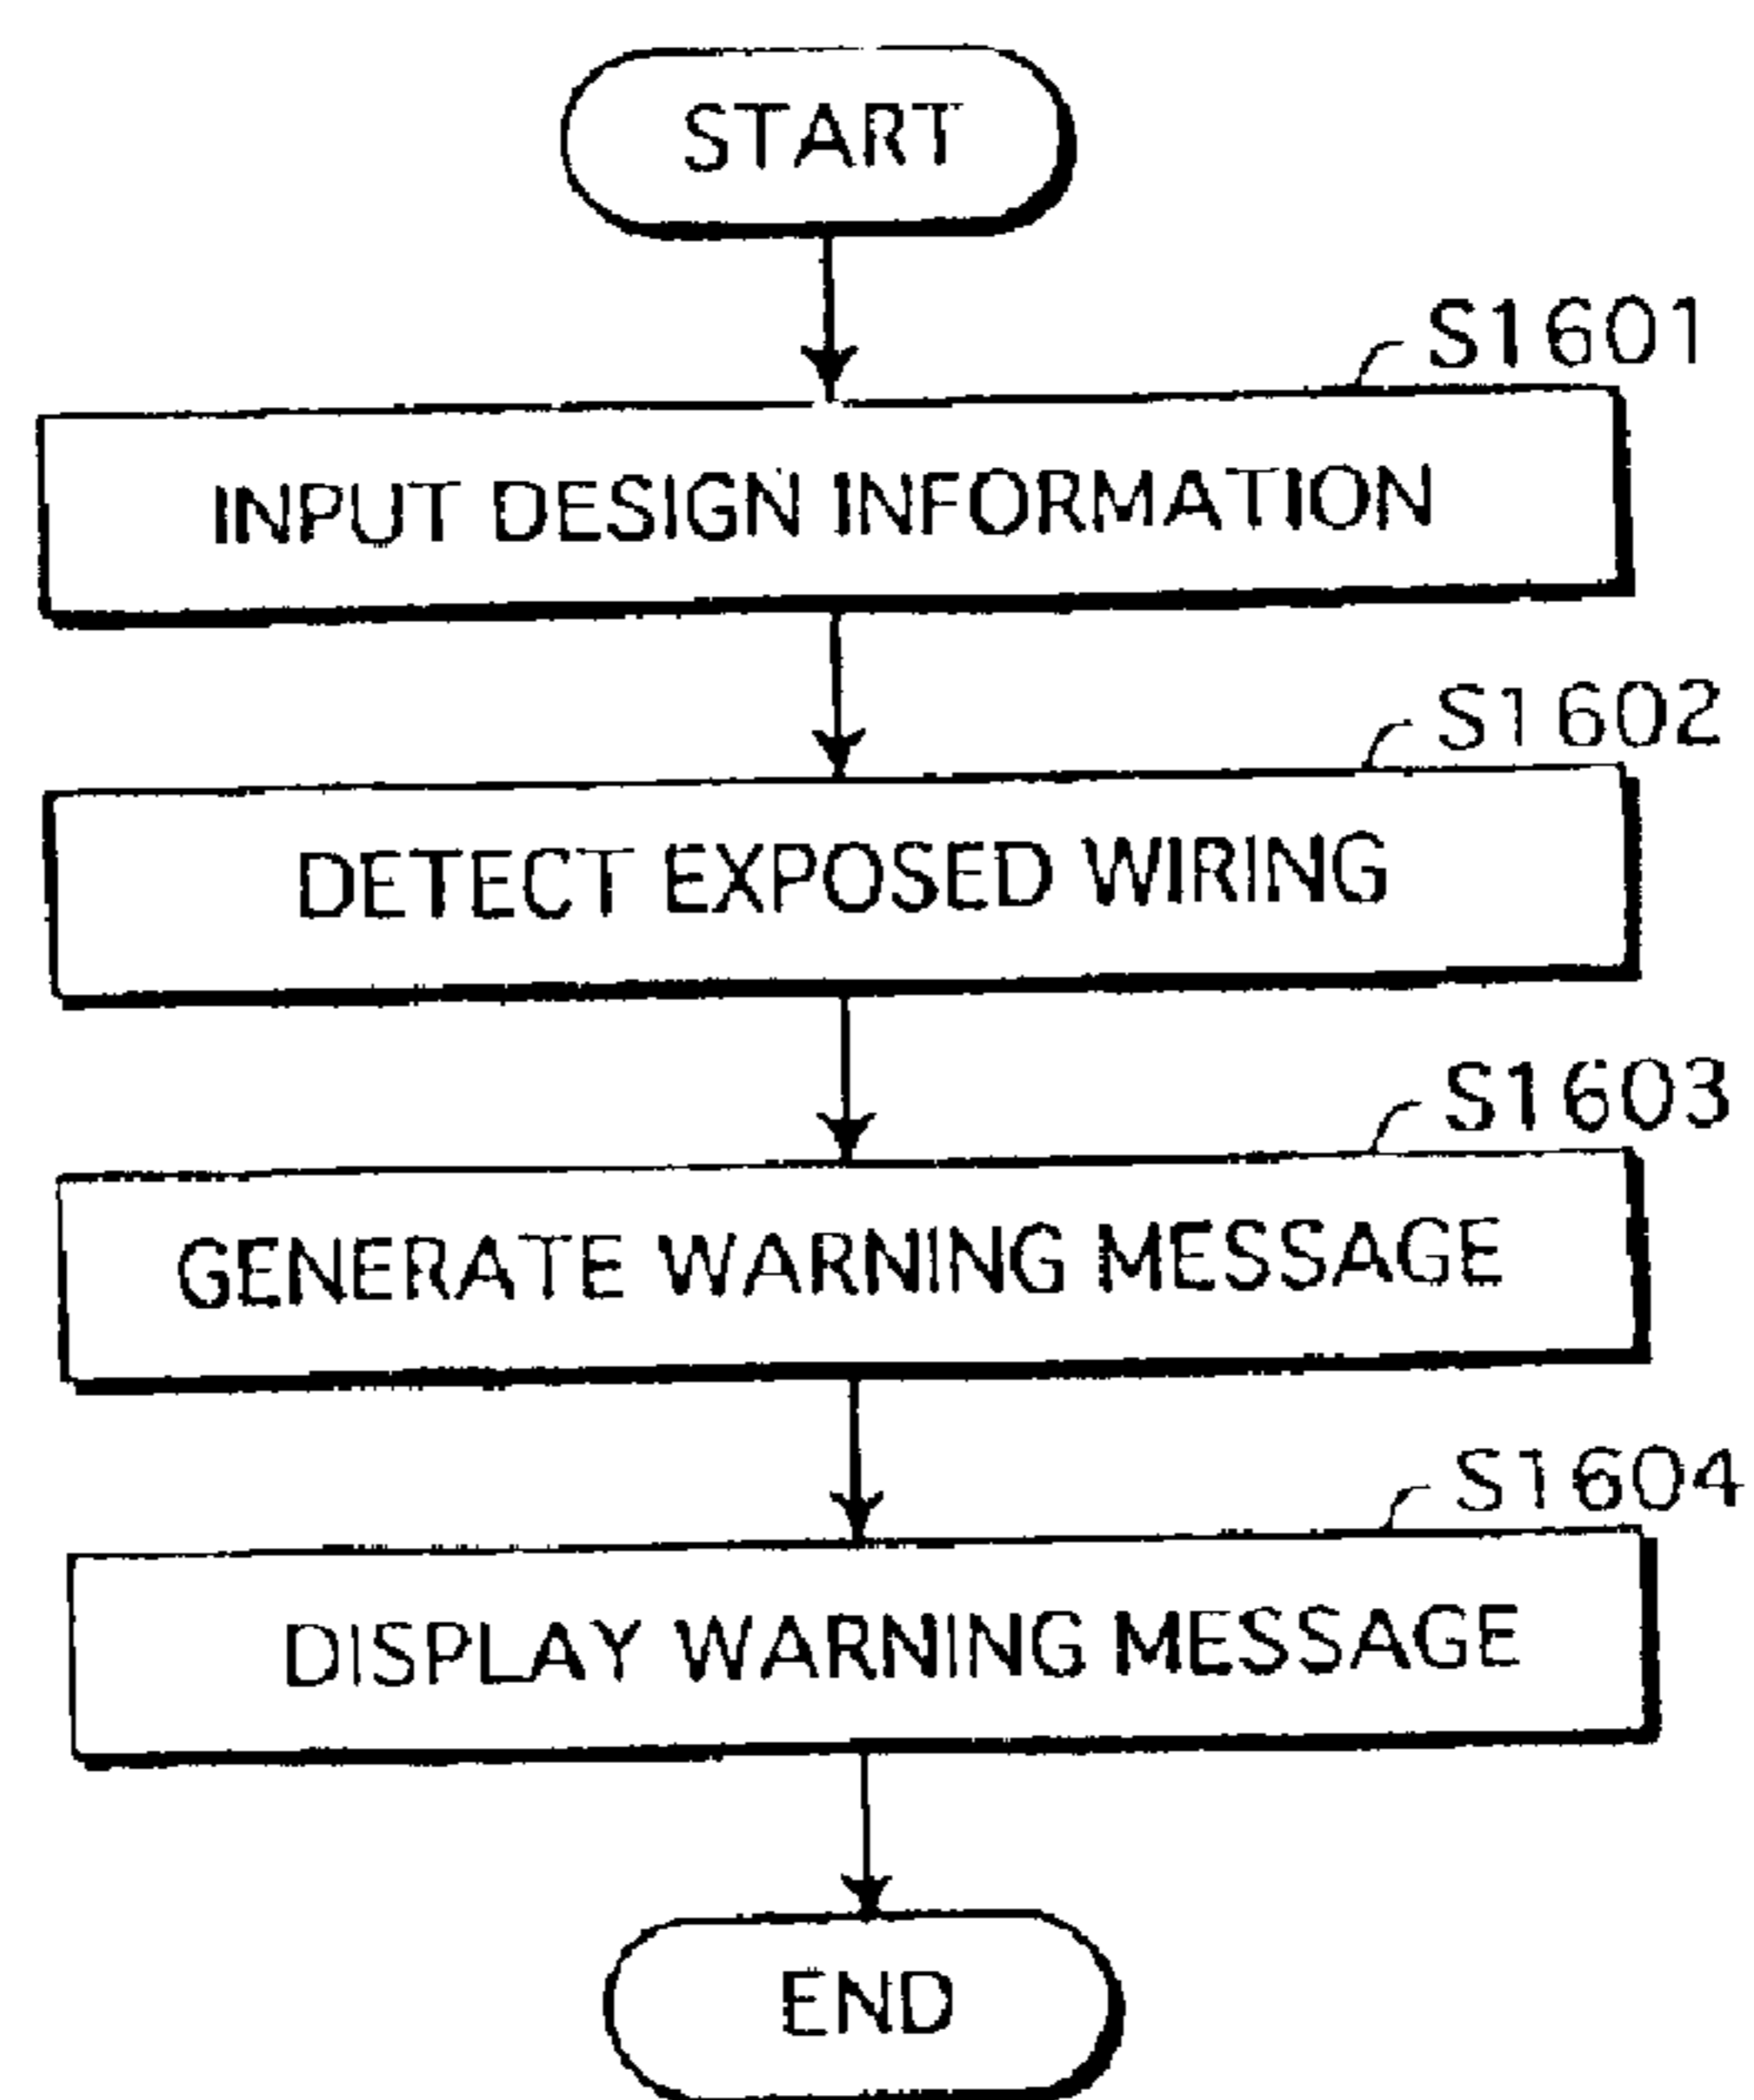 START
S1601
INPUT DESIGN INFORMATION
S1602
DETECT EXPOSED WIRING
S1603
GENERATE WARNING MESSAGE
S1604
DISPLAY WARNING MESSAGE
END